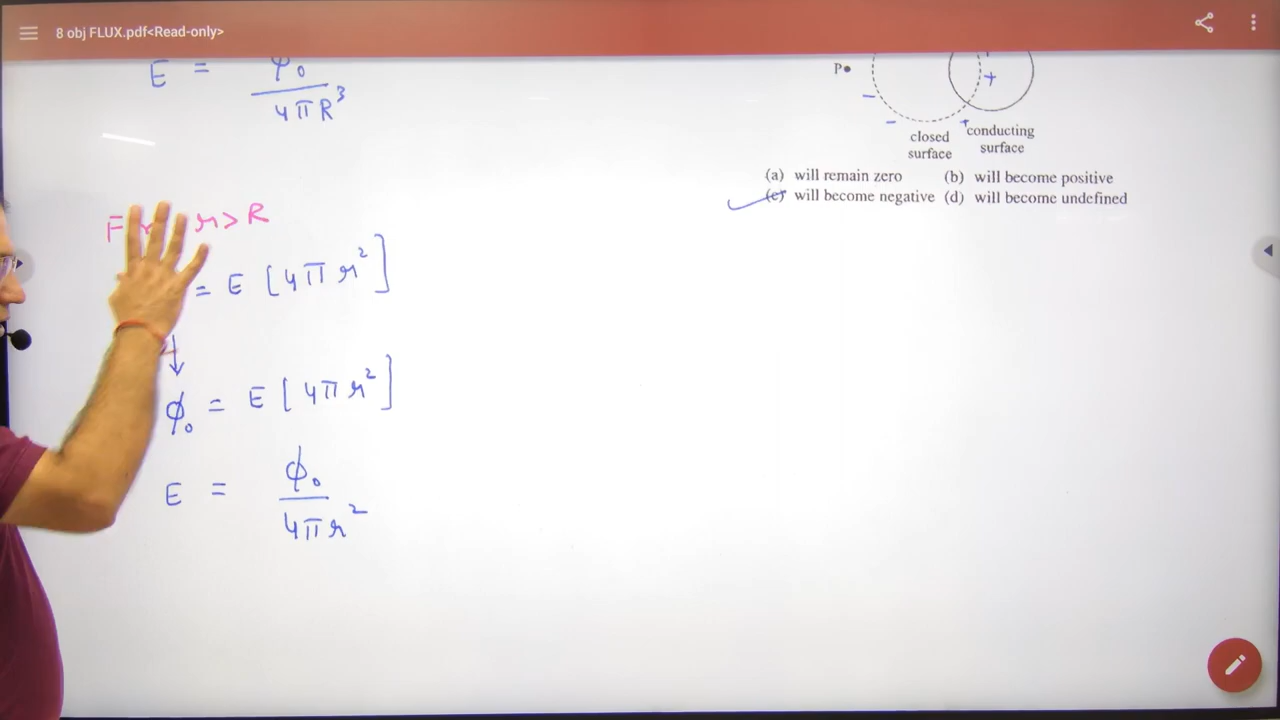 8 obj FLUX.pdf<Read-only>
E = φ₀ / 4πR³
r > R
= E [4πr²]
φ₀ = E [4πr²]
E = φ₀ / 4πr²
P
−
−
+
+
closed surface
conducting surface
(a) will remain zero (b) will become positive
(c) will become negative (d) will become undefined